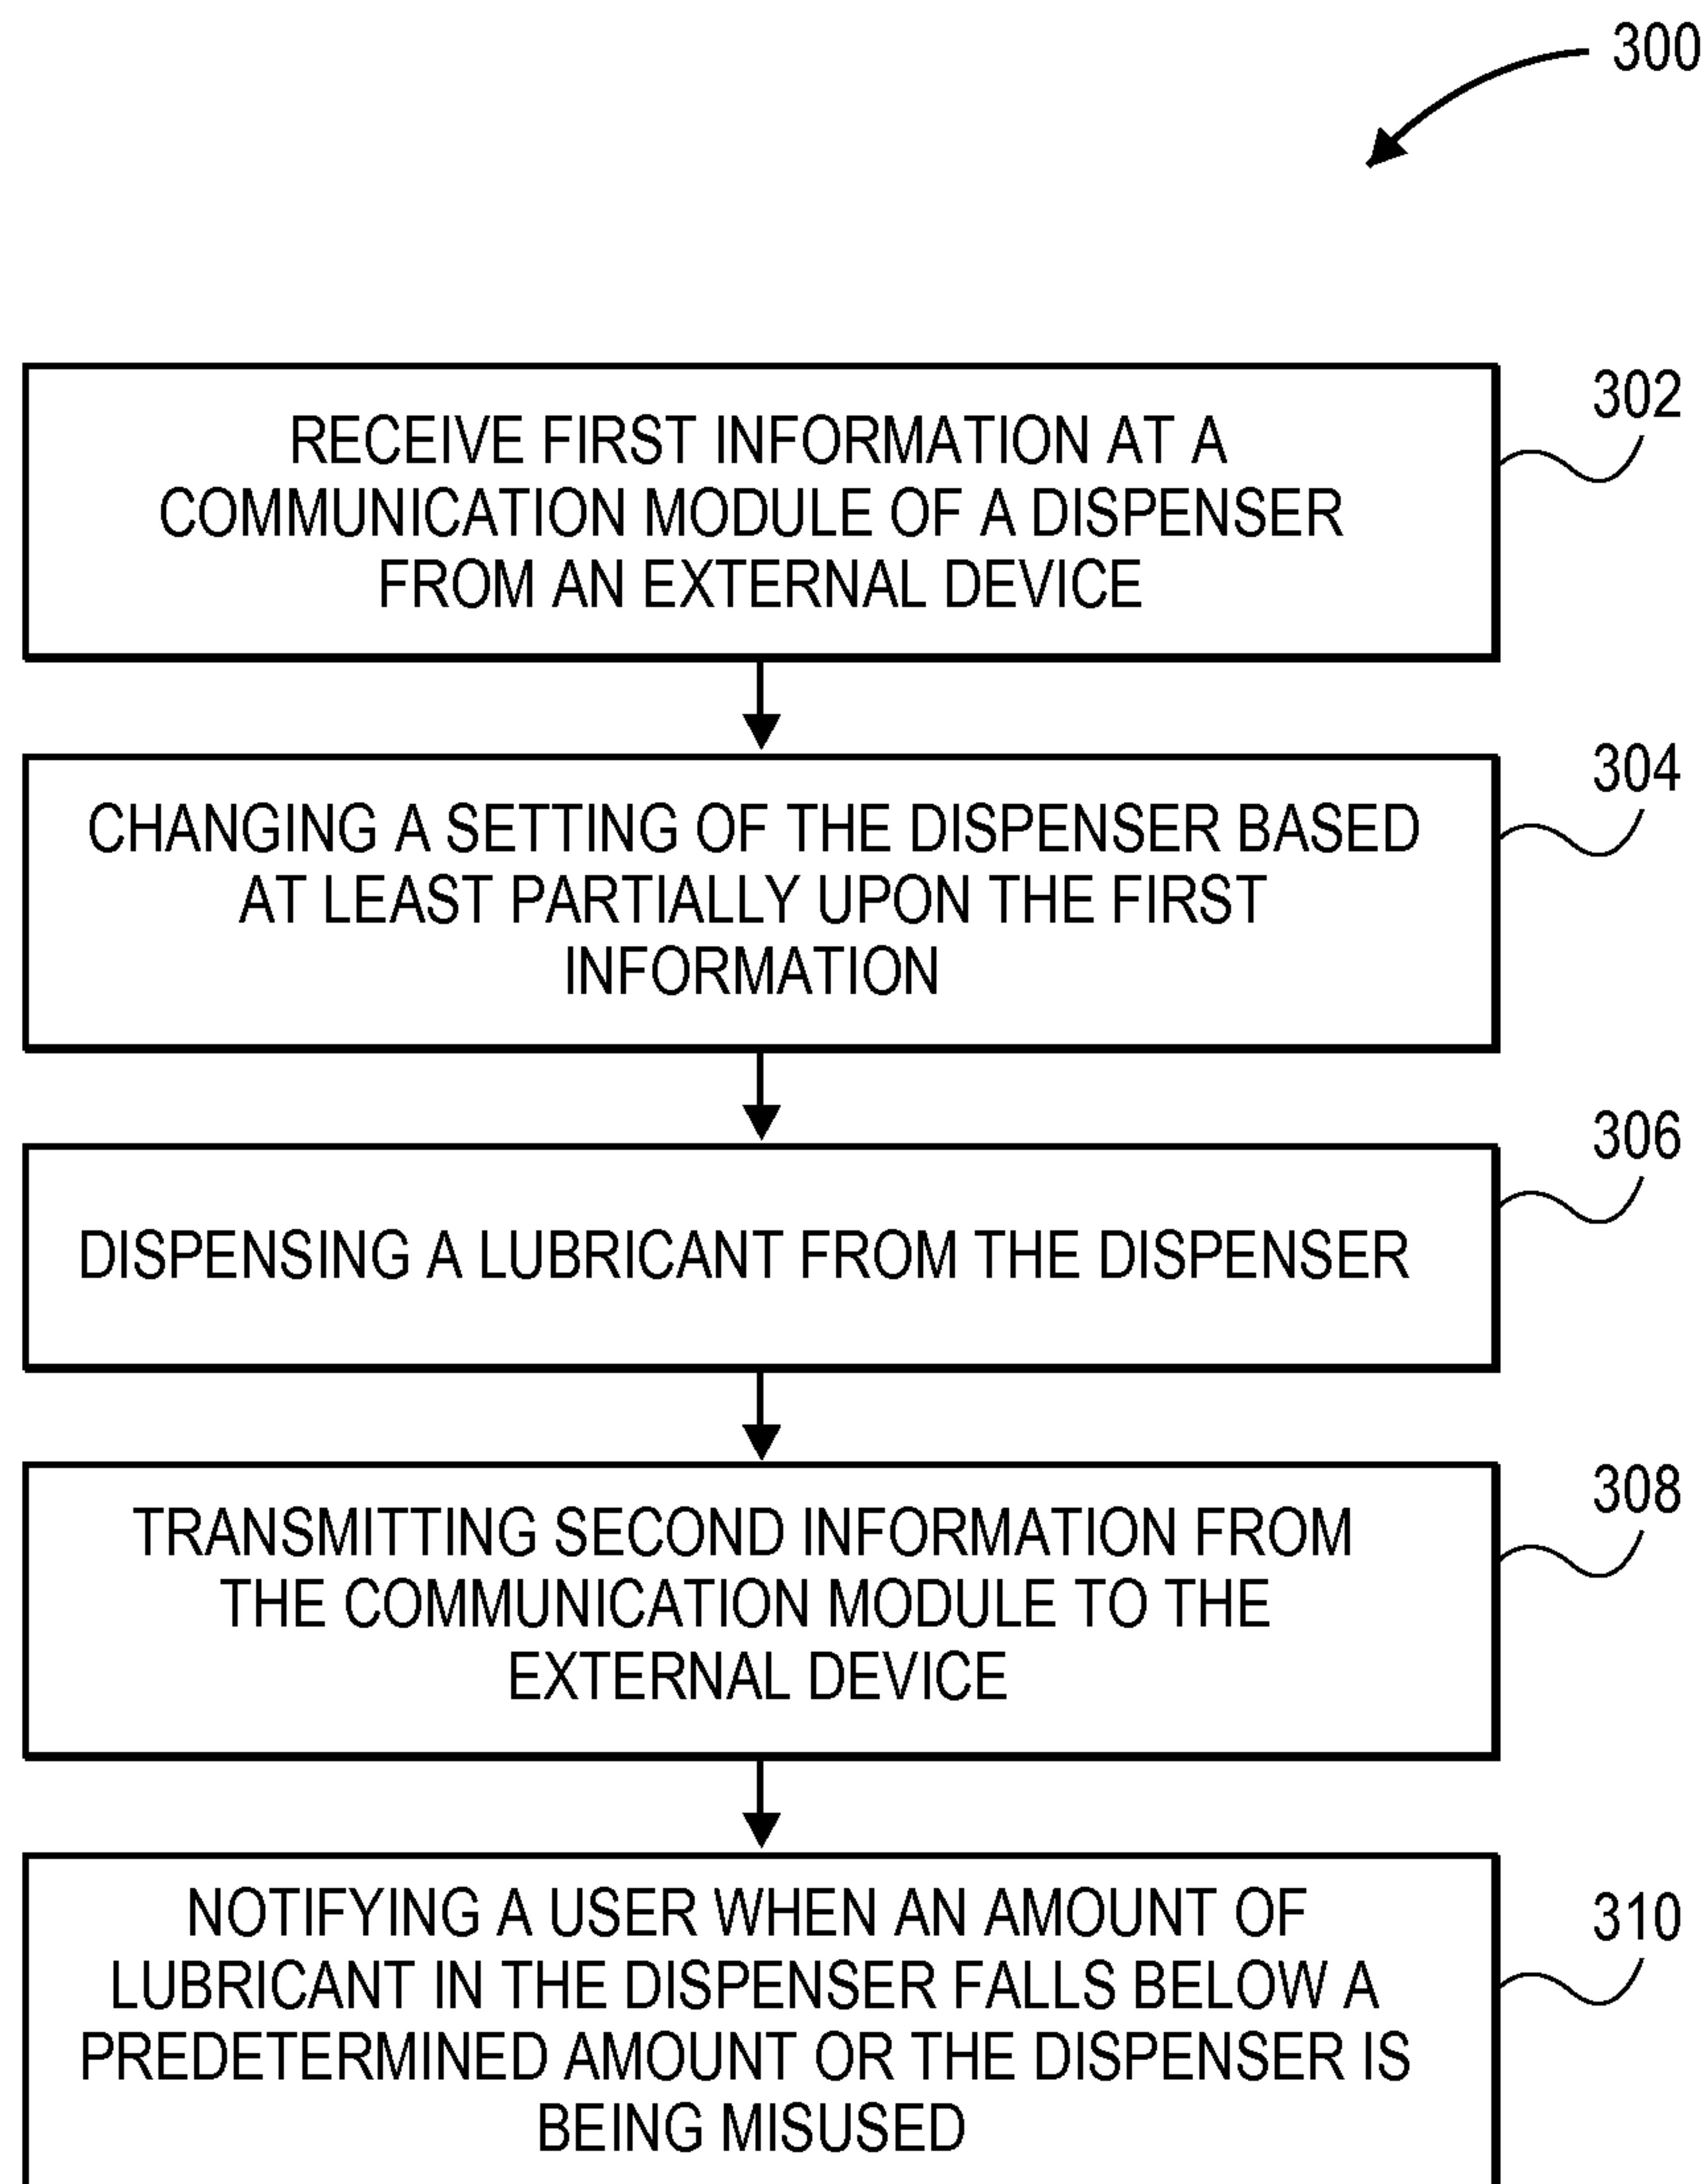 300
302
RECEIVE FIRST INFORMATION AT A
COMMUNICATION MODULE OF A DISPENSER
FROM AN EXTERNAL DEVICE
304
CHANGING A SETTING OF THE DISPENSER BASED
AT LEAST PARTIALLY UPON THE FIRST
INFORMATION
306
DISPENSING A LUBRICANT FROM THE DISPENSER
308
TRANSMITTING SECOND INFORMATION FROM
THE COMMUNICATION MODULE TO THE
EXTERNAL DEVICE
310
NOTIFYING A USER WHEN AN AMOUNT OF
LUBRICANT IN THE DISPENSER FALLS BELOW A
PREDETERMINED AMOUNT OR THE DISPENSER IS
BEING MISUSED